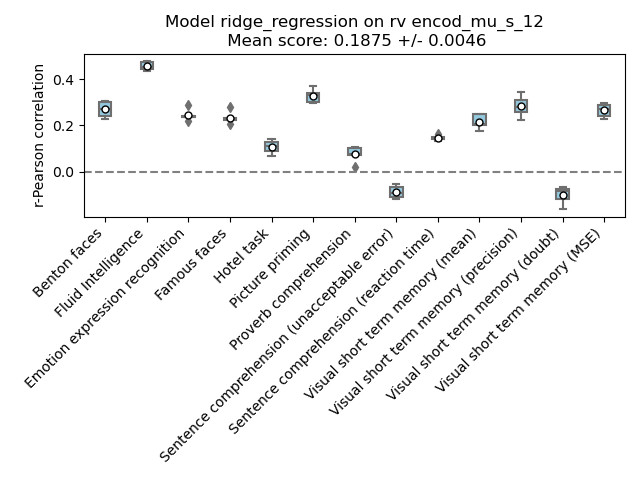 Model ridge_regression on rv encod_mu_s_12
Mean score: 0.1875 +/- 0.0046
r-Pearson correlation
0.4
0.2
0.0
Benton faces
Fluid Intelligence
Emotion expression recognition
Famous faces
Hotel task
Picture priming
Proverb comprehension
Sentence comprehension (unacceptable error)
Sentence comprehension (reaction time)
Visual short term memory (mean)
Visual short term memory (precision)
Visual short term memory (doubt)
Visual short term memory (MSE)